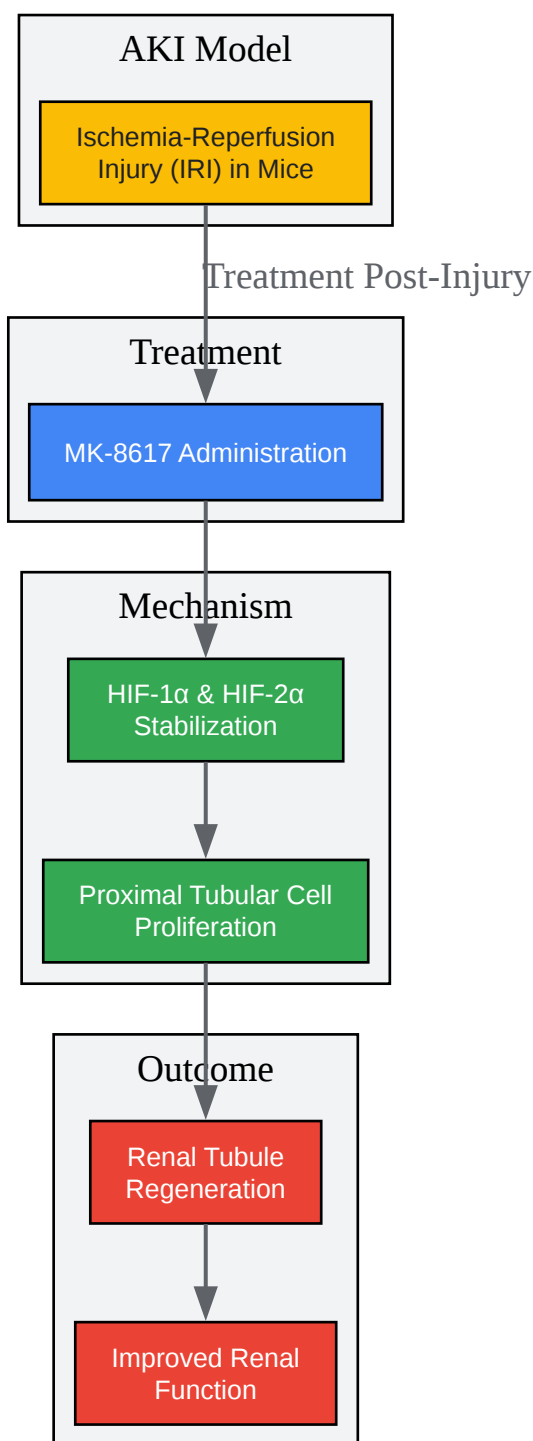 AKI Model
Ischemia-Reperfusion
Injury (IRI) in Mice
Treatment Post-Injury
Treatment
MK-8617 Administration
Mechanism
HIF-1α & HIF-2α
Stabilization
Proximal Tubular Cell
Proliferation
Outcome
Renal Tubule
Regeneration
Improved Renal
Function